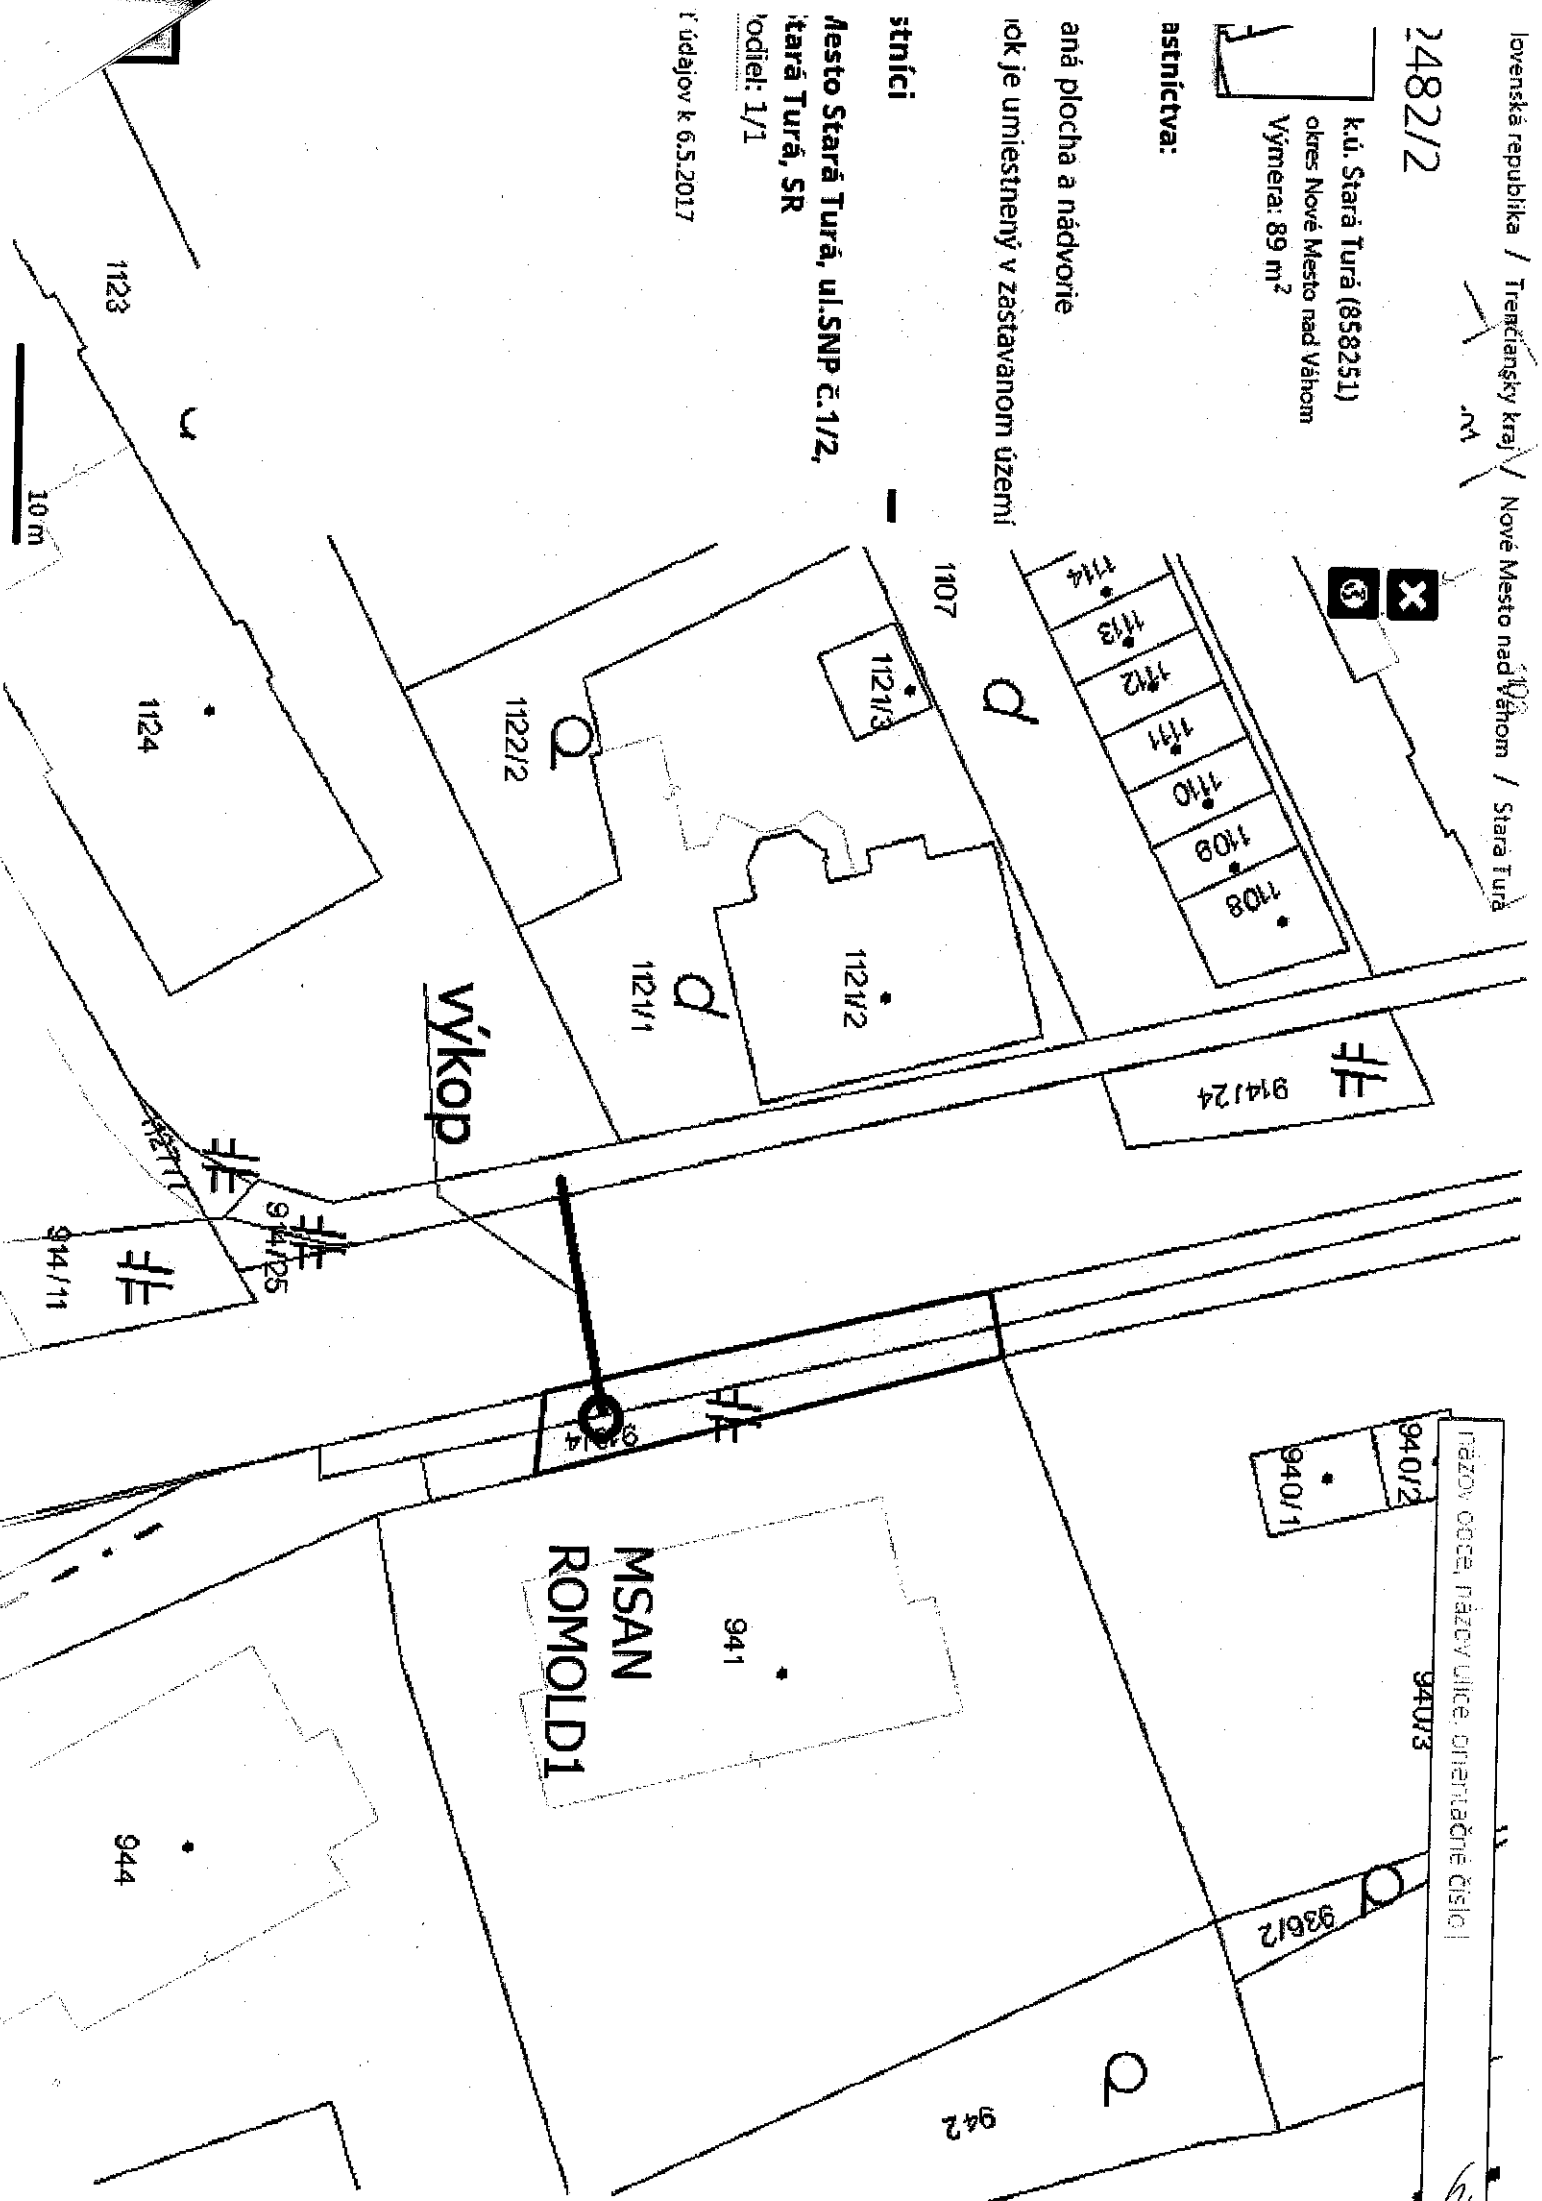 lovenská republika / Trenčiansky kraj / Nové Mesto nad Váhom / Stará Turá
2482/2
k.ú. Stará Turá (858251)
okres Nové Mesto nad Váhom
Výmera: 89 m²
astníctva:
aná plocha a nádvorie
ok je umiestnený v zastavanom území
stníci
Mesto Stará Turá, ul.SNP č.1/2,
tará Turá, SR
odiel: 1/1
údajov k 6.5.2017
názov obce, názov ulice, orientačné číslo
1114
1113
1112
1111
1110
1109
1108
1107
1121/3
1121/2
1121/1
1122/2
1123
1124
10 m
výkop
914/24
914/25
914/11
940/2
940/1
940/3
941
MSAN
ROMOLD1
944
936/2
942